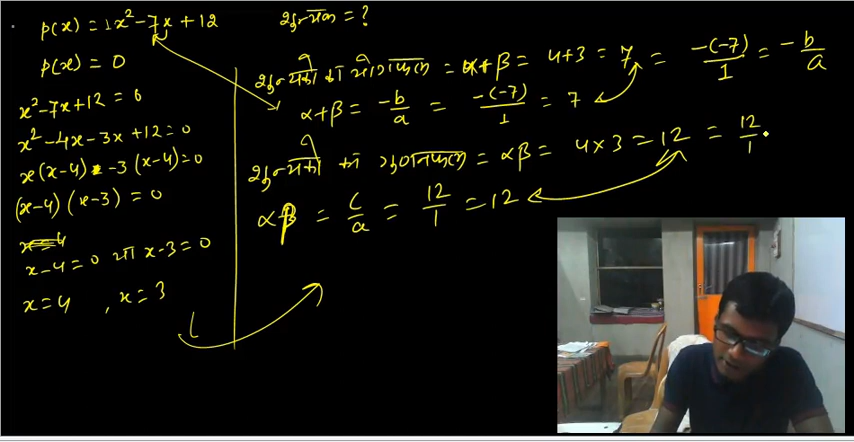 p(x) = 1x² - 7x + 12
p(x) = 0
x² - 7x + 12 = 0
x² - 4x - 3x + 12 = 0
x(x-4) - 3(x-4) = 0
(x-4)(x-3) = 0
x = 4
x-4 = 0 या x-3 = 0
x = 4 , x = 3
शून्यक = ?
शून्यकों का योगफल = α+β = 4+3 = 7 = -(-7)/1 = -b/a
α+β = -b/a = -(-7)/1 = 7
शून्यकों का गुणनफल = αβ = 4×3 = 12 = 12/1
αβ = c/a = 12/1 = 12